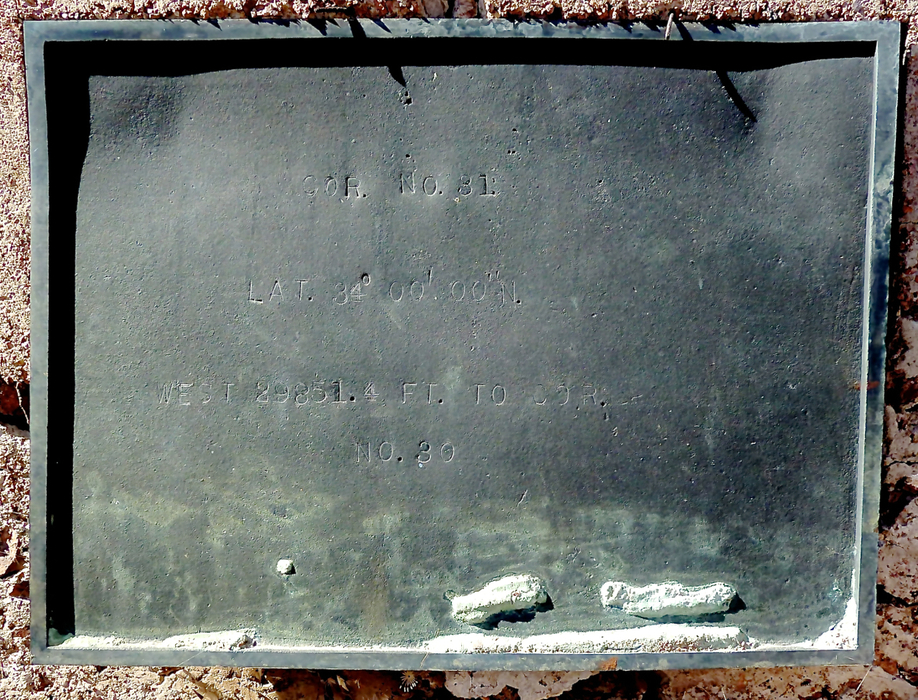 COR. NO. 31
LAT. 34° 00' 00" N.
WEST 29851.4 FT. TO COR.
NO. 30